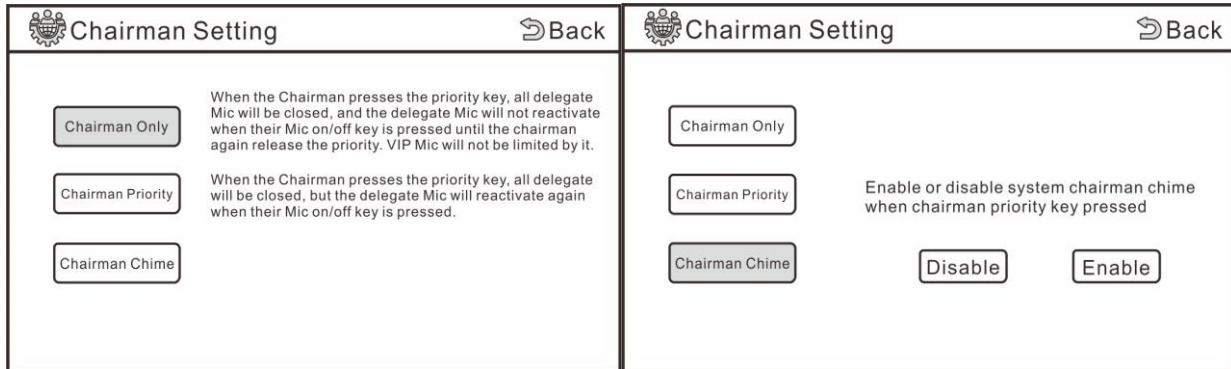 Chairman Setting
Back
Chairman Only
When the Chairman presses the priority key, all delegate
Mic will be closed, and the delegate Mic will not reactivate
when their Mic on/off key is pressed until the chairman
again release the priority. VIP Mic will not be limited by it.
Chairman Priority
When the Chairman presses the priority key, all delegate
will be closed, but the delegate Mic will reactivate again
when their Mic on/off key is pressed.
Chairman Chime
Chairman Setting
Back
Chairman Only
Chairman Priority
Enable or disable system chairman chime
when chairman priority key pressed
Chairman Chime
Disable
Enable